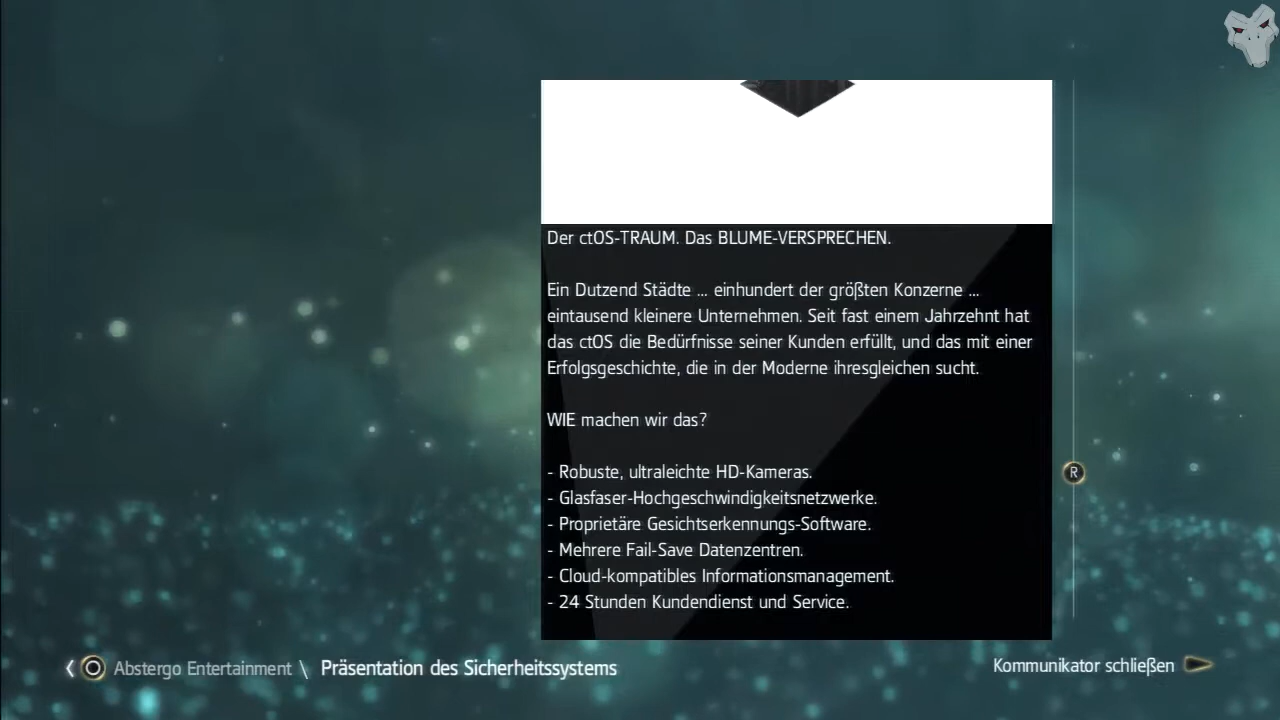 Der ctOS-TRAUM. Das BLUME-VERSPRECHEN.
Ein Dutzend Städte ... einhundert der größten Konzerne ...
eintausend kleinere Unternehmen. Seit fast einem Jahrzehnt hat
das ctOS die Bedürfnisse seiner Kunden erfüllt, und das mit einer
Erfolgsgeschichte, die in der Moderne ihresgleichen sucht.
WIE machen wir das?
- Robuste, ultraleichte HD-Kameras.
- Glasfaser-Hochgeschwindigkeitsnetzwerke.
- Proprietäre Gesichtserkennungs-Software.
- Mehrere Fail-Save Datenzentren.
- Cloud-kompatibles Informationsmanagement.
- 24 Stunden Kundendienst und Service.
R
Abstergo Entertainment \ Präsentation des Sicherheitssystems
Kommunikator schließen